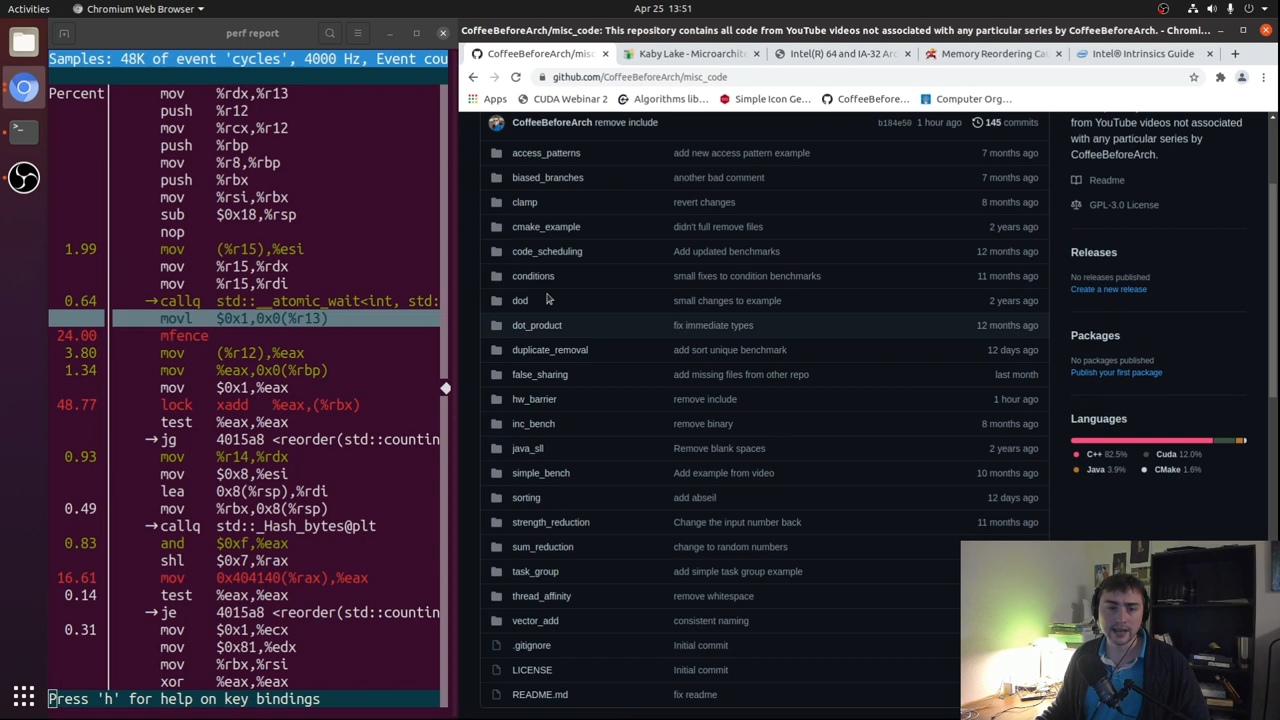 Activities
Chromium Web Browser
Apr 25 13:51
perf report
Samples: 48K of event 'cycles', 4000 Hz, Event cou
Percent
mov %rdx,%r13
push %r12
mov %rcx,%r12
push %rbp
mov %r8,%rbp
push %rbx
mov %rsi,%rbx
sub $0x18,%rsp
nop
1.99 mov (%r15),%esi
mov %r15,%rdx
mov %r15,%rdi
0.64 →callq std::__atomic_wait<int, std:
movl $0x1,0x0(%r13)
24.00 mfence
3.80 mov (%r12),%eax
1.34 mov %eax,0x0(%rbp)
mov $0x1,%eax
48.77 lock xadd %eax,(%rbx)
test %eax,%eax
→jg 4015a8 <reorder(std::countin
0.93 mov %r14,%rdx
mov $0x8,%esi
lea 0x8(%rsp),%rdi
0.49 mov %rbx,0x8(%rsp)
→callq std::_Hash_bytes@plt
0.83 and $0xf,%eax
shl $0x7,%rax
16.61 mov 0x404140(%rax),%eax
0.14 test %eax,%eax
→je 4015a8 <reorder(std::countin
0.31 mov $0x1,%ecx
mov $0x81,%edx
mov %rbx,%rsi
xor %eax,%eax
Press 'h' for help on key bindings
CoffeeBeforeArch/misc_code: This repository contains all code from YouTube videos not associated with any particular series by CoffeeBeforeArch. - Chromi...
CoffeeBeforeArch/misc
Kaby Lake - Microarchite
Intel(R) 64 and IA-32 Arc
Memory Reordering Cau
Intel® Intrinsics Guide
github.com/CoffeeBeforeArch/misc_code
Apps
CUDA Webinar 2
Algorithms lib...
Simple Icon Ge...
CoffeeBefore...
Computer Org...
CoffeeBeforeArch remove include b184e50 1 hour ago 145 commits
access_patterns add new access pattern example 7 months ago
biased_branches another bad comment 7 months ago
clamp revert changes 8 months ago
cmake_example didn't full remove files 2 years ago
code_scheduling Add updated benchmarks 12 months ago
conditions small fixes to condition benchmarks 11 months ago
dod small changes to example 2 years ago
dot_product fix immediate types 12 months ago
duplicate_removal add sort unique benchmark 12 days ago
false_sharing add missing files from other repo last month
hw_barrier remove include 1 hour ago
inc_bench remove binary 8 months ago
java_sll Remove blank spaces 2 years ago
simple_bench Add example from video 10 months ago
sorting add abseil 12 days ago
strength_reduction Change the input number back 11 months ago
sum_reduction change to random numbers
task_group add simple task group example
thread_affinity remove whitespace
vector_add consistent naming
.gitignore Initial commit
LICENSE Initial commit
README.md fix readme
from YouTube videos not associated
with any particular series by
CoffeeBeforeArch.
Readme
GPL-3.0 License
Releases
No releases published
Create a new release
Packages
No packages published
Publish your first package
Languages
C++ 82.5% Cuda 12.0%
Java 3.9% CMake 1.6%